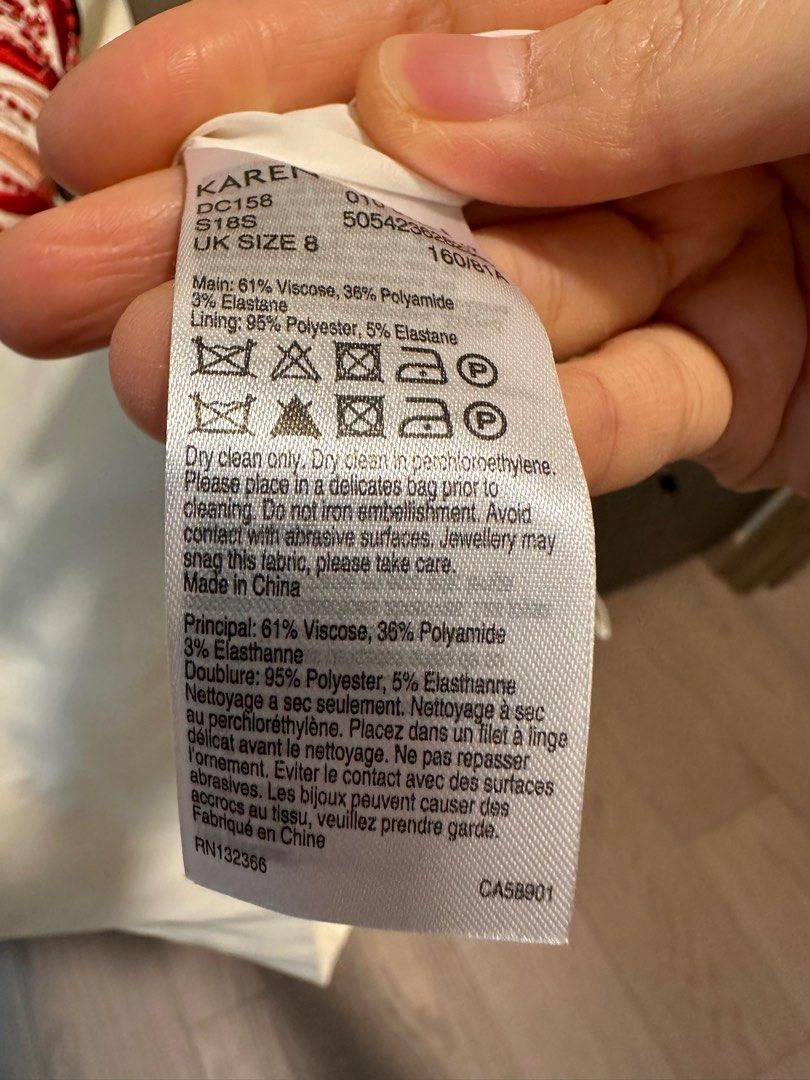 KAREN
DC158
S18S
UK SIZE 8
160/81A
Main: 61% Viscose, 36% Polyamide
3% Elastane
Lining: 95% Polyester, 5% Elastane
P
P
Dry clean only. Dry clean in perchloroethylene.
Please place in a delicates bag prior to
cleaning. Do not iron embellishment. Avoid
contact with abrasive surfaces. Jewellery may
snag this fabric, please take care.
Made in China
Principal: 61% Viscose, 36% Polyamide
3% Elasthanne
Doublure: 95% Polyester, 5% Elasthanne
Nettoyage a sec seulement. Nettoyage à sec
au perchloréthylène. Placez dans un filet à linge
délicat avant le nettoyage. Ne pas repasser
l'ornement. Eviter le contact avec des surfaces
abrasives. Les bijoux peuvent causer des
accrocs au tissu, veuillez prendre garde.
Fabriqué en Chine
RN132366
CA58901